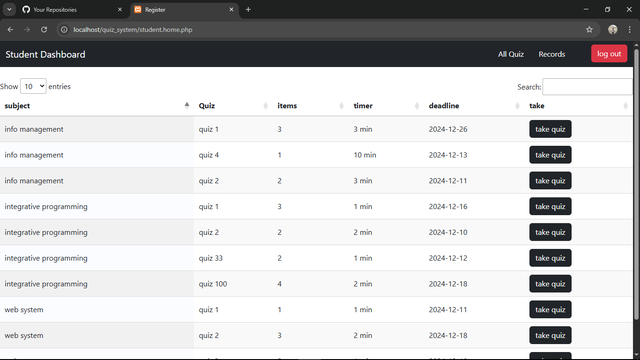 Your Repositories
Register
localhost/quiz_system/student.home.php
Student Dashboard
All Quiz
Records
log out
Show 10 entries
Search:
subject Quiz items timer deadline take
info management quiz 1 3 3 min 2024-12-26 take quiz
info management quiz 4 1 10 min 2024-12-13 take quiz
info management quiz 2 2 3 min 2024-12-11 take quiz
integrative programming quiz 1 3 1 min 2024-12-16 take quiz
integrative programming quiz 2 2 2 min 2024-12-10 take quiz
integrative programming quiz 33 2 1 min 2024-12-12 take quiz
integrative programming quiz 100 4 2 min 2024-12-18 take quiz
web system quiz 1 1 1 min 2024-12-11 take quiz
web system quiz 2 3 2 min 2024-12-18 take quiz